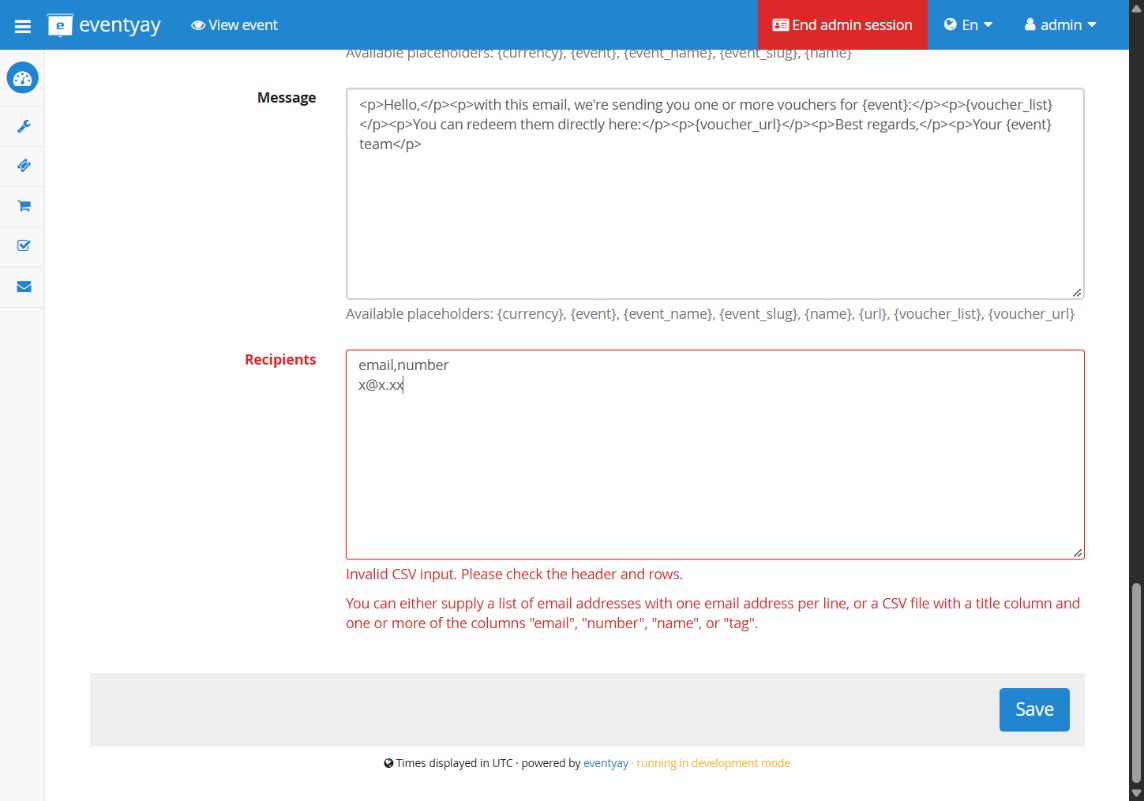 eventyay
View event
End admin session
En
admin
Available placeholders: {currency}, {event}, {event_name}, {event_slug}, {name}
Message
<p>Hello,</p><p>with this email, we're sending you one or more vouchers for {event}:</p><p>{voucher_list}
</p><p>You can redeem them directly here:</p><p>{voucher_url}</p><p>Best regards,</p><p>Your {event}
team</p>
Available placeholders: {currency}, {event}, {event_name}, {event_slug}, {name}, {url}, {voucher_list}, {voucher_url}
Recipients
email,number
x@x.xx
Invalid CSV input. Please check the header and rows.
You can either supply a list of email addresses with one email address per line, or a CSV file with a title column and
one or more of the columns "email", "number", "name", or "tag".
Save
Times displayed in UTC · powered by eventyay · running in development mode